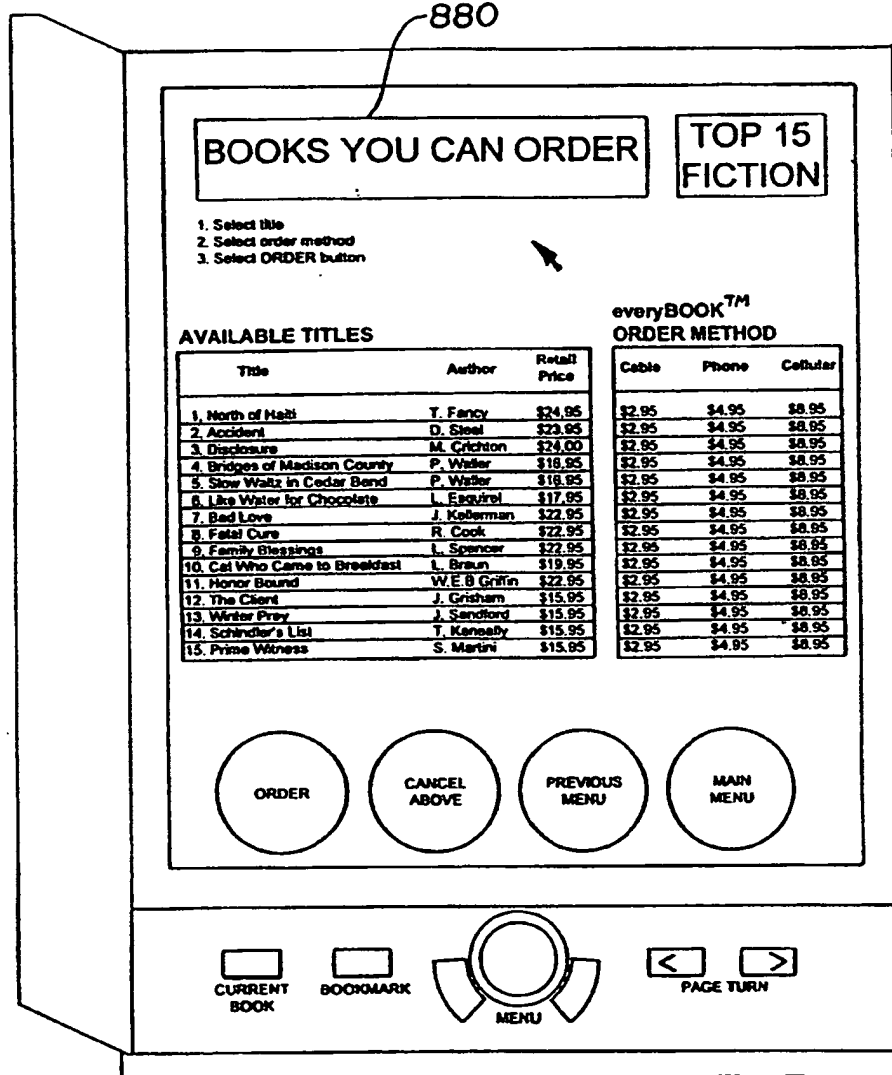 880
BOOKS YOU CAN ORDER
TOP 15
FICTION
1. Select title
2. Select order method
3. Select ORDER button
everyBOOK™
AVAILABLE TITLES
ORDER METHOD
Title Author Retail Price Cable Phone Cellular
1. North of Haiti T. Fancy $24.95 $2.95 $4.95 $8.95
2. Accident D. Steel $23.95 $2.95 $4.95 $8.95
3. Disclosure M. Crichton $24.00 $2.95 $4.95 $8.95
4. Bridges of Madison County P. Waller $16.95 $2.95 $4.95 $8.95
5. Slow Waltz in Cedar Bend P. Waller $16.95 $2.95 $4.95 $8.95
6. Like Water for Chocolate L. Esquirel $17.95 $2.95 $4.95 $8.95
7. Bad Love J. Kellerman $22.95 $2.95 $4.95 $8.95
8. Fatal Cure R. Cook $22.95 $2.95 $4.95 $8.95
9. Family Blessings L. Spencer $22.95 $2.95 $4.95 $8.95
10. Cat Who Came to Breakfast L. Braun $19.95 $2.95 $4.95 $8.95
11. Honor Bound W.E.B Griffin $22.95 $2.95 $4.95 $8.95
12. The Client J. Grisham $15.95 $2.95 $4.95 $8.95
13. Winter Prey J. Sandford $15.95 $2.95 $4.95 $8.95
14. Schindler's List T. Keneally $15.95 $2.95 $4.95 $8.95
15. Prime Witness S. Martini $15.95 $2.95 $4.95 $8.95
ORDER
CANCEL
ABOVE
PREVIOUS
MENU
MAIN
MENU
< >
CURRENT
BOOK
BOOKMARK
MENU
PAGE TURN